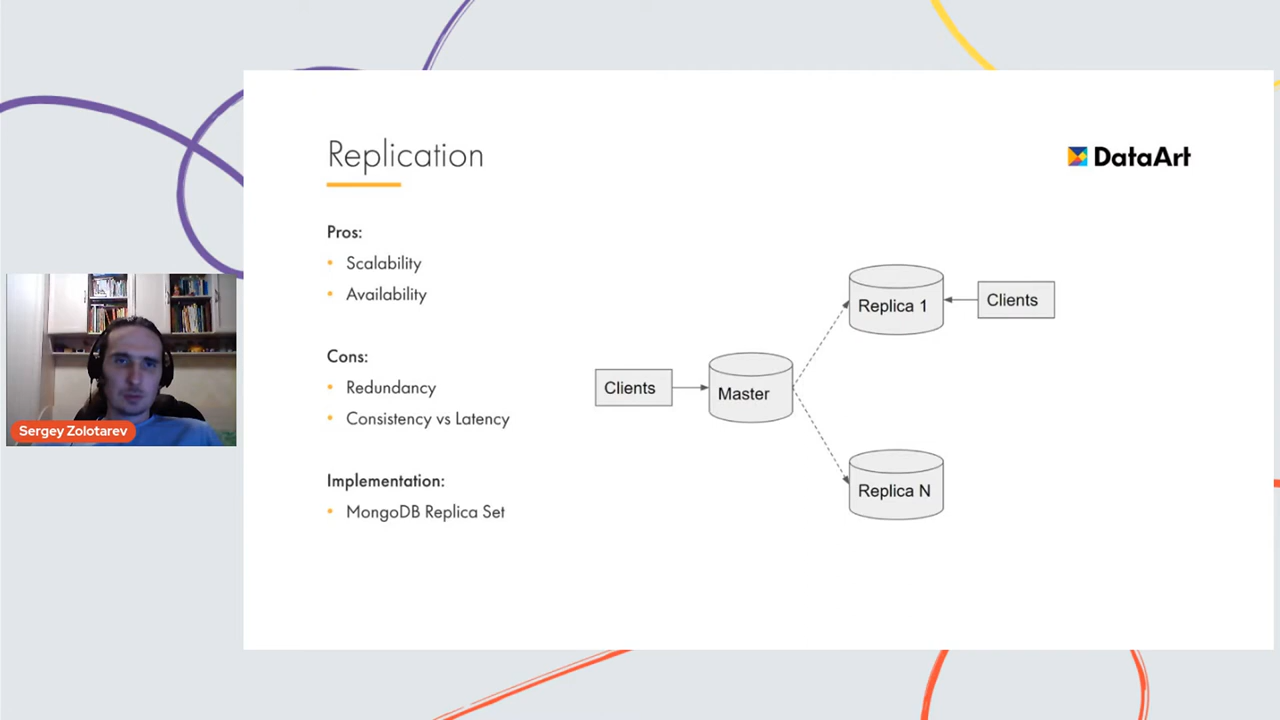 Replication
DataArt
Pros:
Scalability
Availability
Cons:
Redundancy
Consistency vs Latency
Implementation:
MongoDB Replica Set
Clients
Master
Replica 1
Clients
Replica N
Sergey Zolotarev